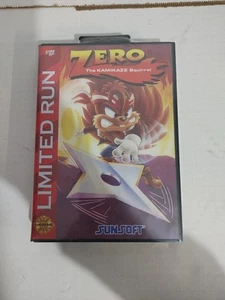 ZERO
The KAMIKAZE Squirrel
LIMITED RUN
SUNSOFT